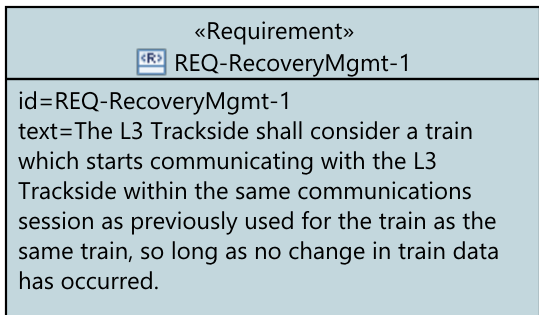 «Requirement»
<R> REQ-RecoveryMgmt-1
id=REQ-RecoveryMgmt-1
text=The L3 Trackside shall consider a train
which starts communicating with the L3
Trackside within the same communications
session as previously used for the train as the
same train, so long as no change in train data
has occurred.